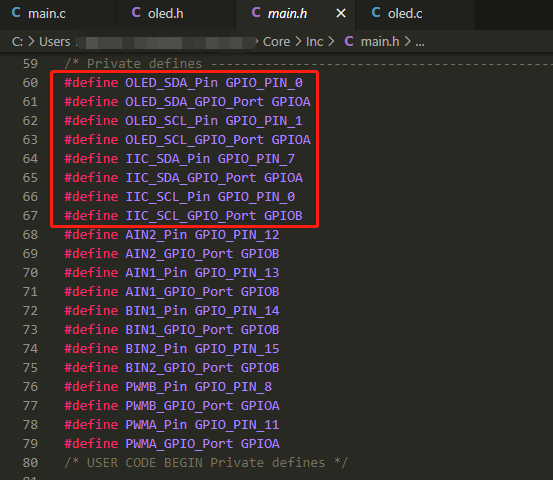 C main.c C oled.h C main.h × C oled.c
C: > Users Core > Inc > C main.h > ...
59 /* Private defines -----------------------------------------------
60 #define OLED_SDA_Pin GPIO_PIN_0
61 #define OLED_SDA_GPIO_Port GPIOA
62 #define OLED_SCL_Pin GPIO_PIN_1
63 #define OLED_SCL_GPIO_Port GPIOA
64 #define IIC_SDA_Pin GPIO_PIN_7
65 #define IIC_SDA_GPIO_Port GPIOA
66 #define IIC_SCL_Pin GPIO_PIN_0
67 #define IIC_SCL_GPIO_Port GPIOB
68 #define AIN2_Pin GPIO_PIN_12
69 #define AIN2_GPIO_Port GPIOB
70 #define AIN1_Pin GPIO_PIN_13
71 #define AIN1_GPIO_Port GPIOB
72 #define BIN1_Pin GPIO_PIN_14
73 #define BIN1_GPIO_Port GPIOB
74 #define BIN2_Pin GPIO_PIN_15
75 #define BIN2_GPIO_Port GPIOB
76 #define PWMB_Pin GPIO_PIN_8
77 #define PWMB_GPIO_Port GPIOA
78 #define PWMA_Pin GPIO_PIN_11
79 #define PWMA_GPIO_Port GPIOA
80 /* USER CODE BEGIN Private defines */